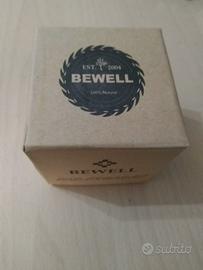 EST. 2004
BEWELL
100% Natural
BEWELL
subito